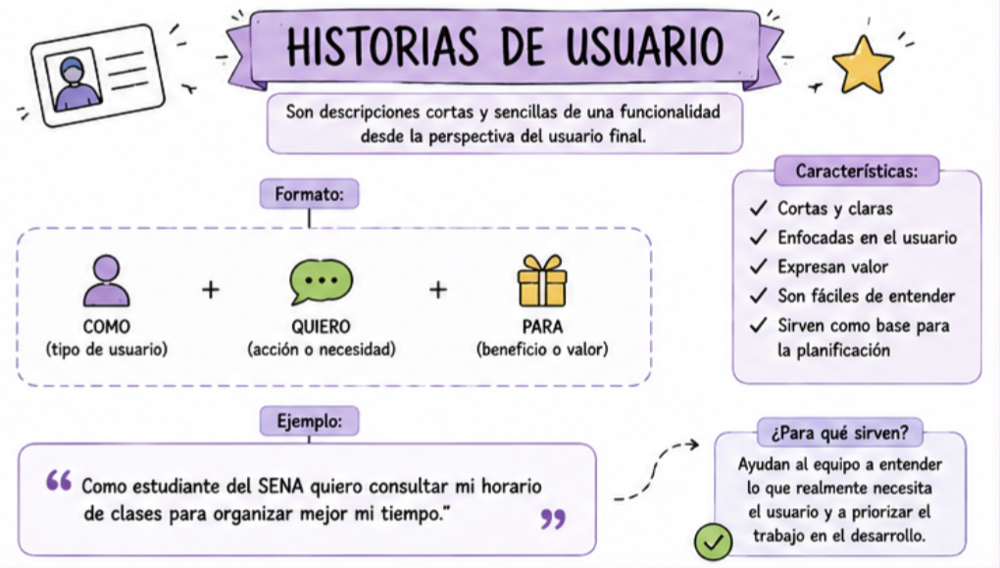 HISTORIAS DE USUARIO
Son descripciones cortas y sencillas de una funcionalidad
desde la perspectiva del usuario final.
Formato:
COMO
(tipo de usuario)
+
QUIERO
(acción o necesidad)
+
PARA
(beneficio o valor)
Características:
✓ Cortas y claras
✓ Enfocadas en el usuario
✓ Expresan valor
✓ Son fáciles de entender
✓ Sirven como base para
la planificación
Ejemplo:
“ Como estudiante del SENA quiero consultar mi horario
de clases para organizar mejor mi tiempo.”
”
¿Para qué sirven?
Ayudan al equipo a entender
lo que realmente necesita
el usuario y a priorizar el
trabajo en el desarrollo.